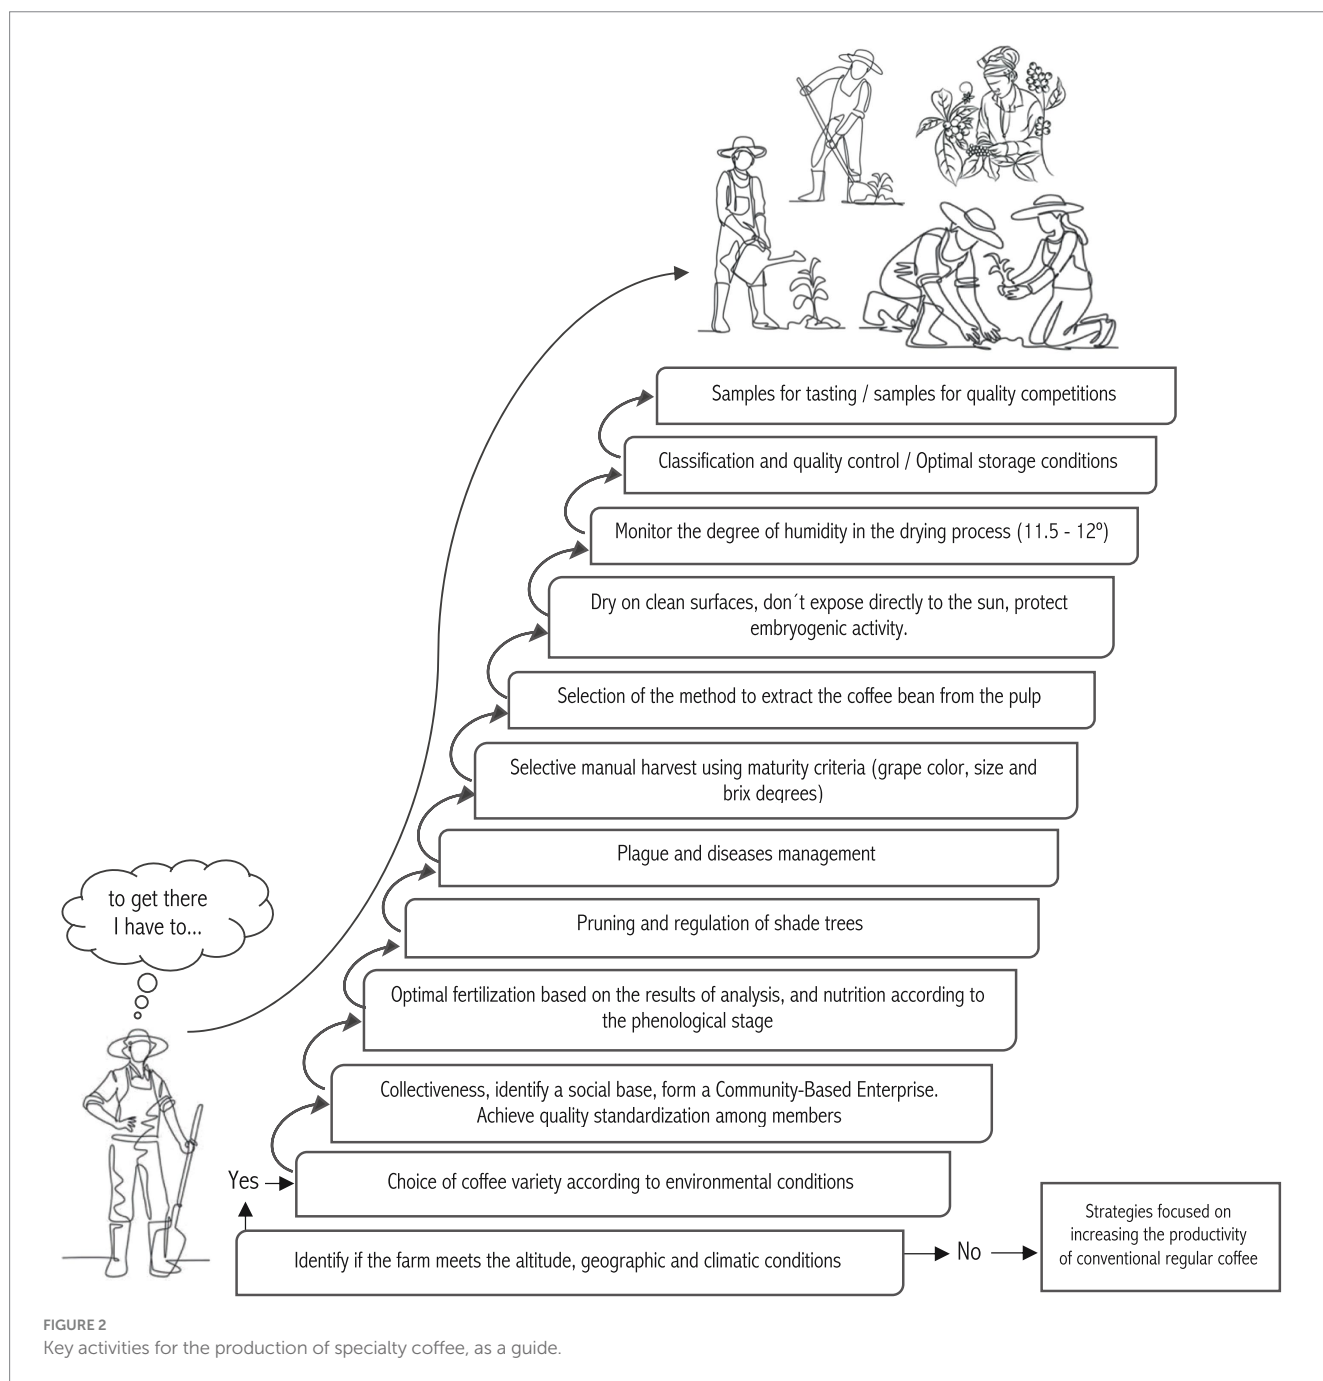 Samples for tasting / samples for quality competitions
Classification and quality control / Optimal storage conditions
Monitor the degree of humidity in the drying process (11.5 - 12º)
Dry on clean surfaces, don´t expose directly to the sun, protect
embryogenic activity.
Selection of the method to extract the coffee bean from the pulp
Selective manual harvest using maturity criteria (grape color, size and
brix degrees)
Plague and diseases management
Pruning and regulation of shade trees
Optimal fertilization based on the results of analysis, and nutrition according to
the phenological stage
Collectiveness, identify a social base, form a Community-Based Enterprise.
Achieve quality standardization among members
Choice of coffee variety according to environmental conditions
Identify if the farm meets the altitude, geographic and climatic conditions
to get there
I have to...
Yes
No
Strategies focused on
increasing the productivity
of conventional regular coffee
FIGURE 2
Key activities for the production of specialty coffee, as a guide.